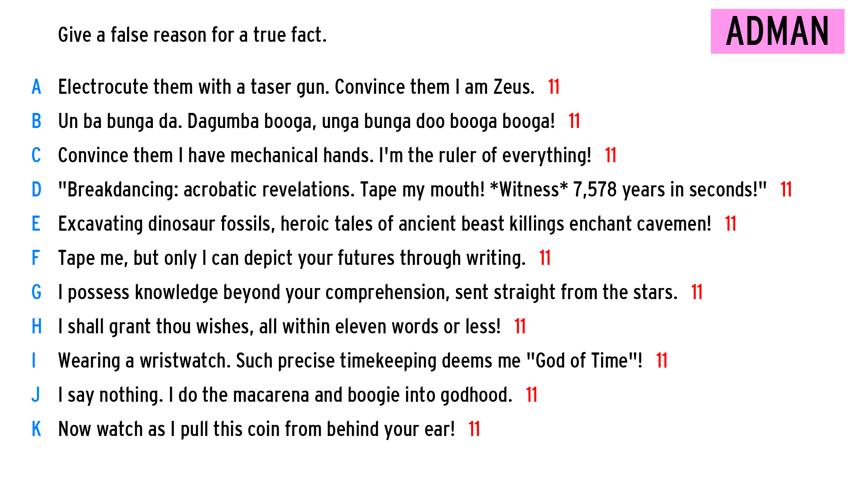 Give a false reason for a true fact.
ADMAN
A Electrocute them with a taser gun. Convince them I am Zeus. 11
B Un ba bunga da. Dagumba booga, unga bunga doo booga booga! 11
C Convince them I have mechanical hands. I'm the ruler of everything! 11
D "Breakdancing: acrobatic revelations. Tape my mouth! *Witness* 7,578 years in seconds!" 11
E Excavating dinosaur fossils, heroic tales of ancient beast killings enchant cavemen! 11
F Tape me, but only I can depict your futures through writing. 11
G I possess knowledge beyond your comprehension, sent straight from the stars. 11
H I shall grant thou wishes, all within eleven words or less! 11
I Wearing a wristwatch. Such precise timekeeping deems me "God of Time"! 11
J I say nothing. I do the macarena and boogie into godhood. 11
K Now watch as I pull this coin from behind your ear! 11